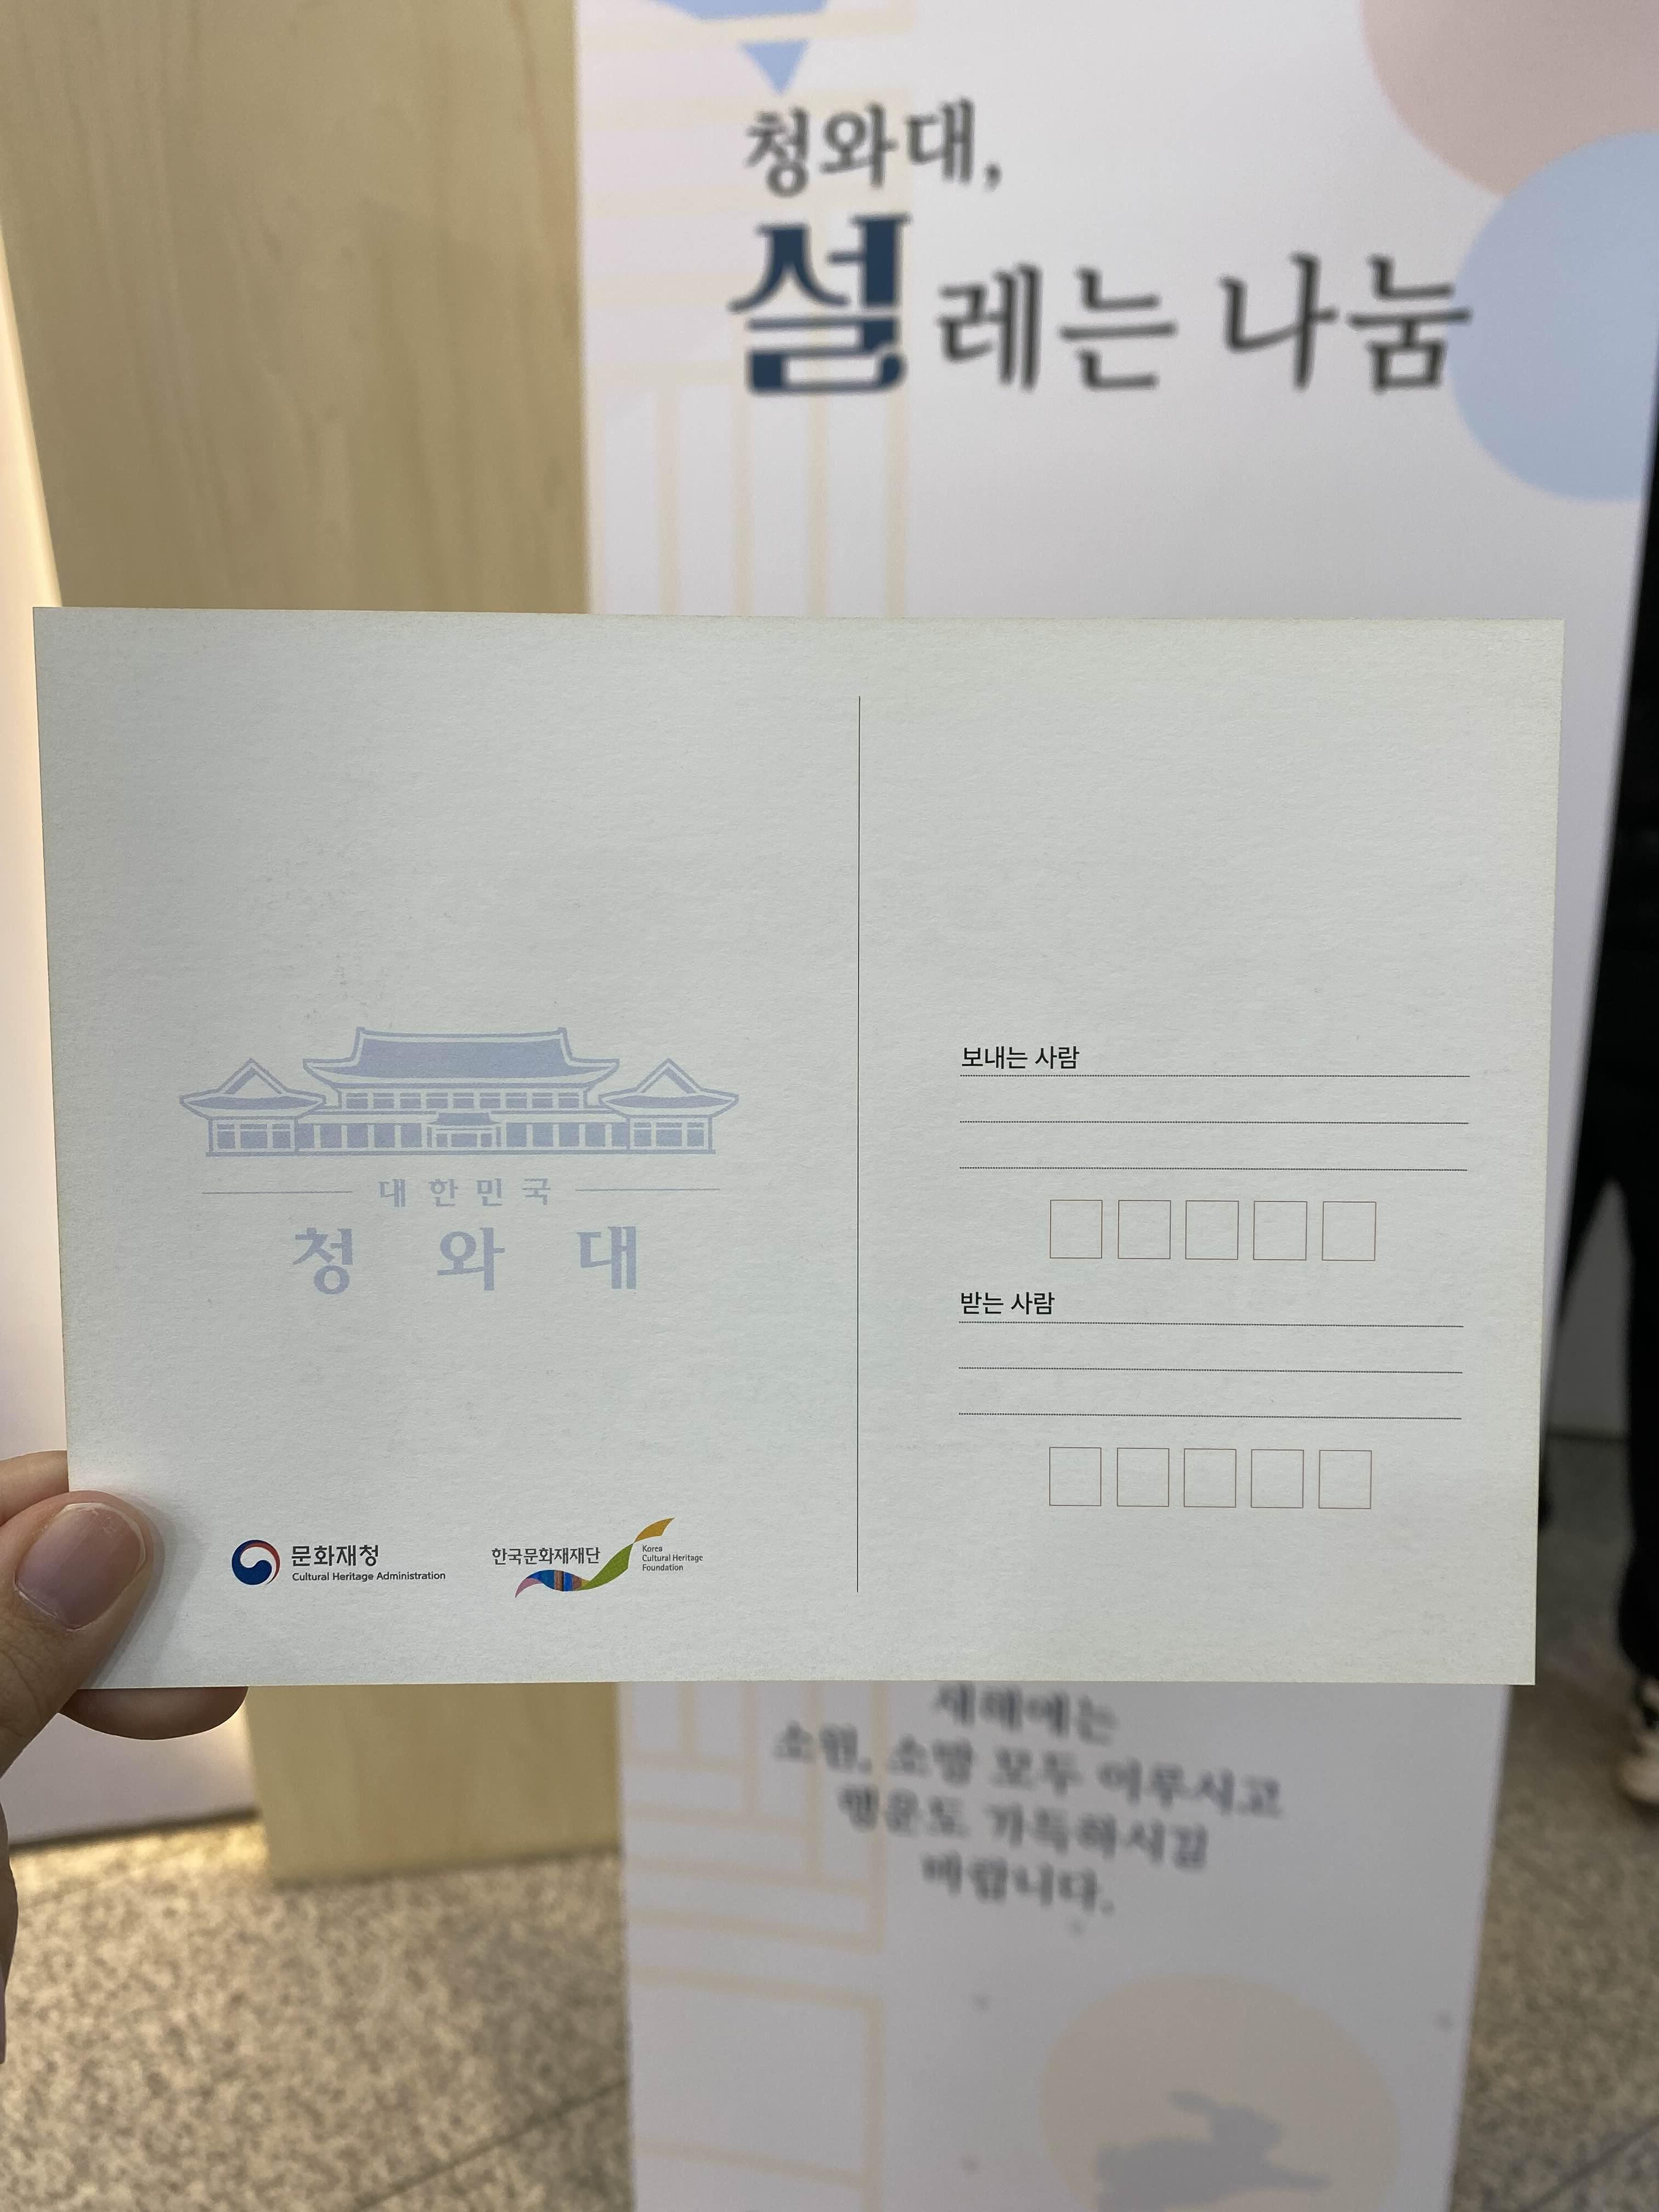 청와대,
설레는 나눔
대한민국
청와대
문화재청
Cultural Heritage Administration
한국문화재재단
Korea
Cultural Heritage
Foundation
보내는 사람
받는 사람
새해에는
소원, 소망 모두 이루시고
행운도 가득하시길
바랍니다.